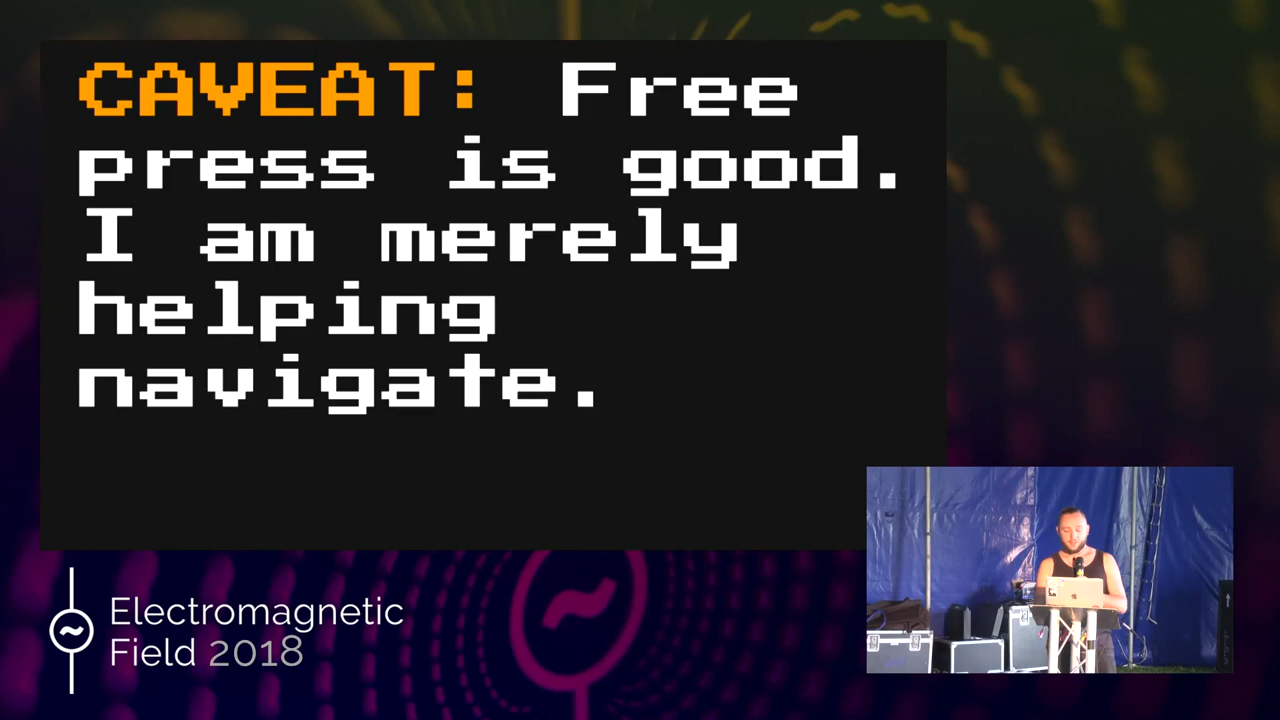 CAVEAT: Free
press is good.
I am merely
helping
navigate.
Electromagnetic
Field 2018